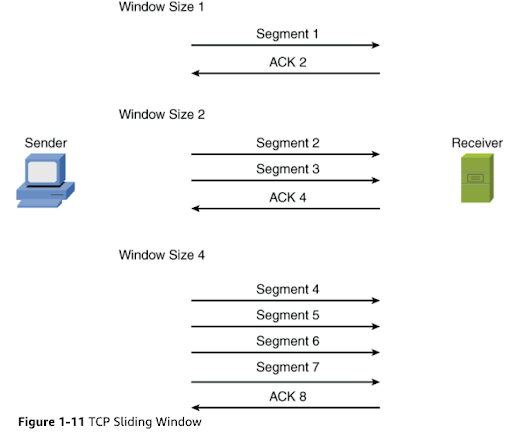 Window Size 1
Segment 1
ACK 2
Window Size 2
Sender
Receiver
Segment 2
Segment 3
ACK 4
Window Size 4
Segment 4
Segment 5
Segment 6
Segment 7
ACK 8
Figure 1-11 TCP Sliding Window